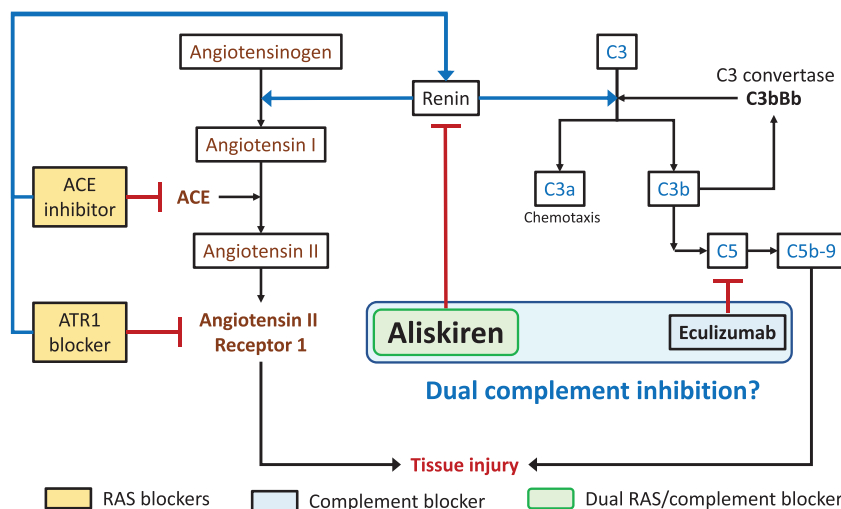 Angiotensinogen
C3
C3 convertase
C3bBb
Renin
Angiotensin I
ACE
inhibitor
ACE
C3a
Chemotaxis
C3b
Angiotensin II
C5
C5b-9
ATR1
blocker
Angiotensin II
Receptor 1
Aliskiren
Eculizumab
Dual complement inhibition?
Tissue injury
RAS blockers
Complement blocker
Dual RAS/complement blocker